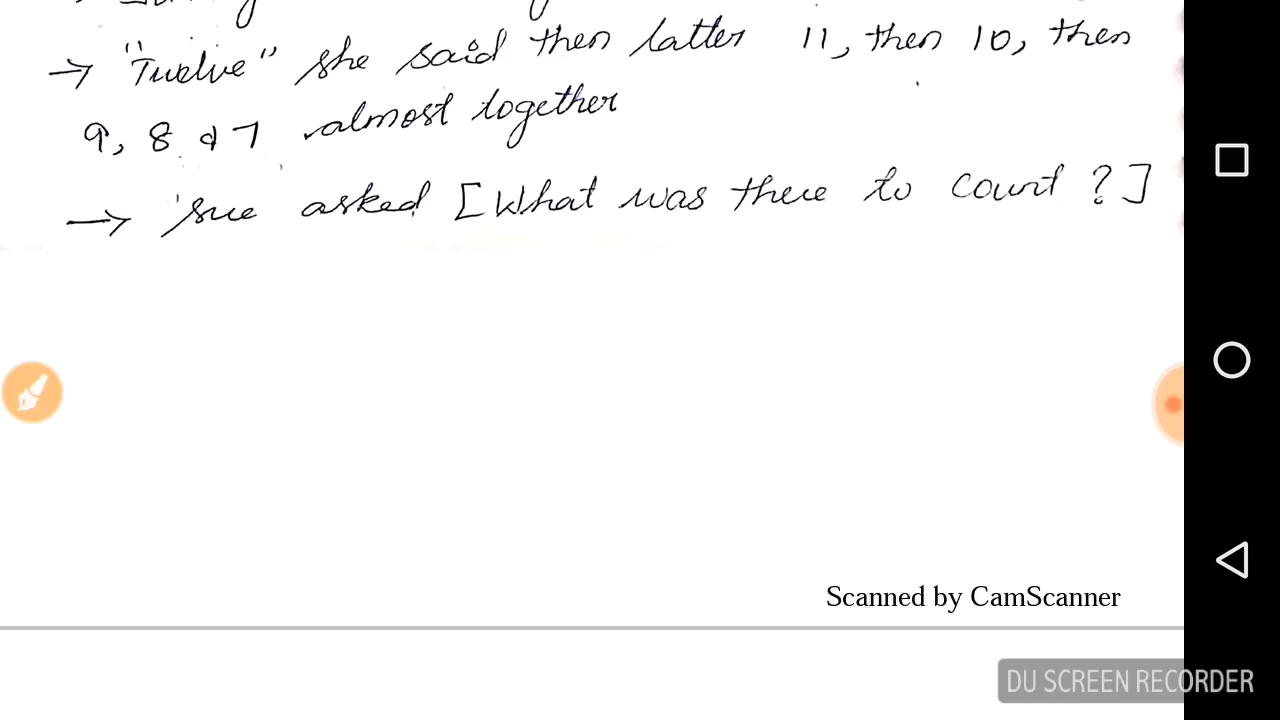 → "Twelve" she said then latter 11, then 10, then
9, 8 & 7 almost together
→ Sue asked [What was there to count ?]
Scanned by CamScanner
DU SCREEN RECORDER